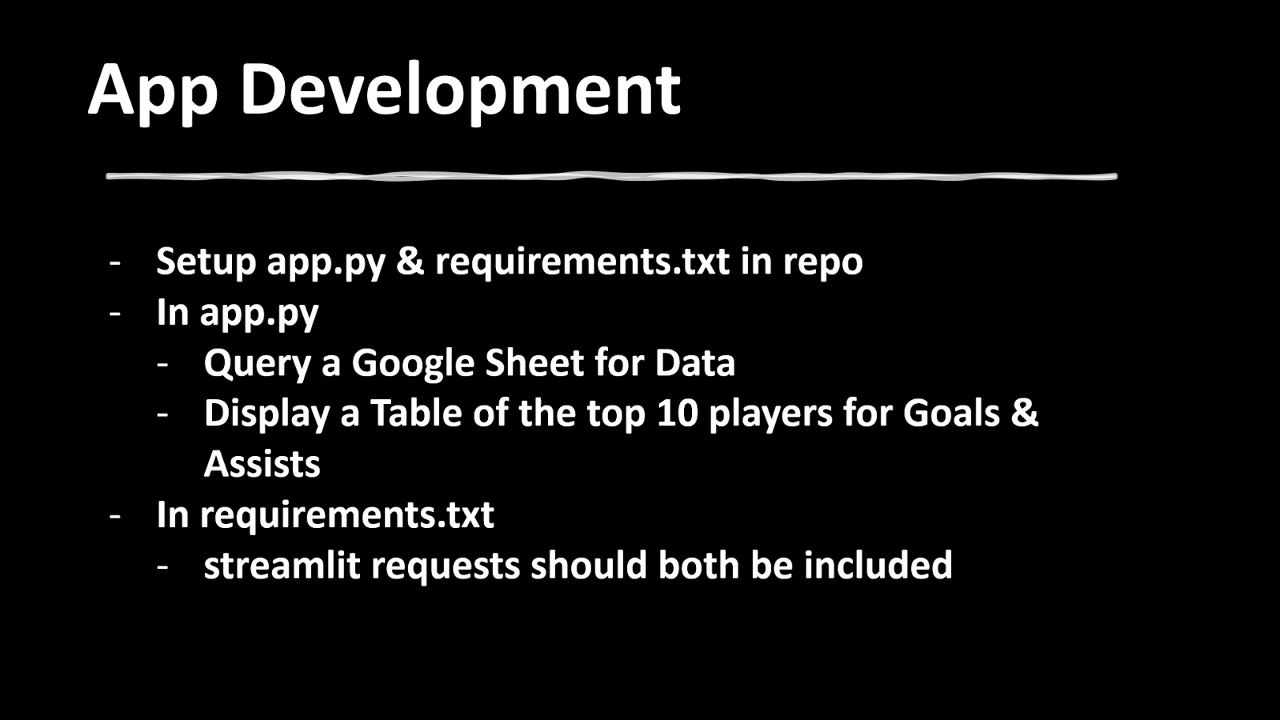 App Development
- Setup app.py & requirements.txt in repo
- In app.py
- Query a Google Sheet for Data
- Display a Table of the top 10 players for Goals &
Assists
- In requirements.txt
- streamlit requests should both be included